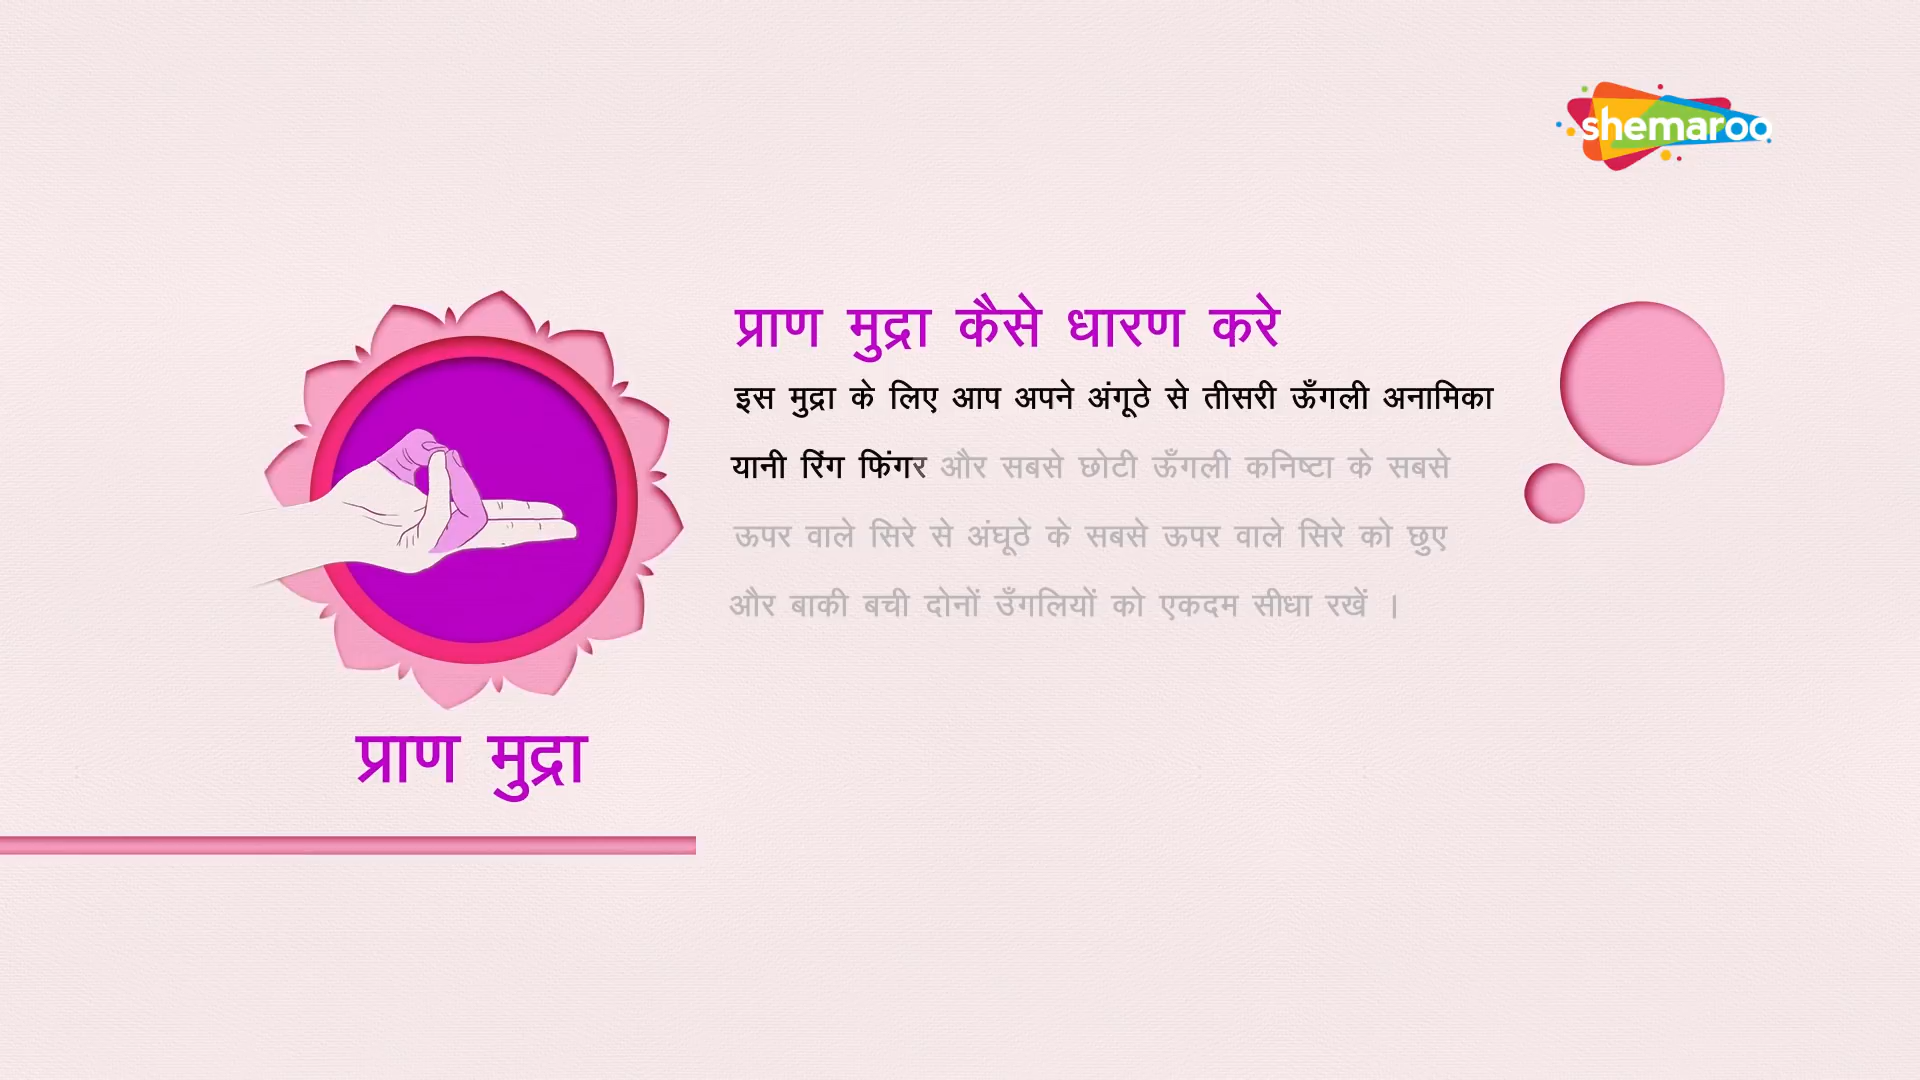 shemaroo
प्राण मुद्रा कैसे धारण करे
इस मुद्रा के लिए आप अपने अंगूठे से तीसरी ऊँगली अनामिका
यानी रिंग फिंगर और सबसे छोटी ऊँगली कनिष्टा के सबसे
ऊपर वाले सिरे से अंघूठे के सबसे ऊपर वाले सिरे को छुए
और बाकी बची दोनों उँगलियों को एकदम सीधा रखें ।
प्राण मुद्रा